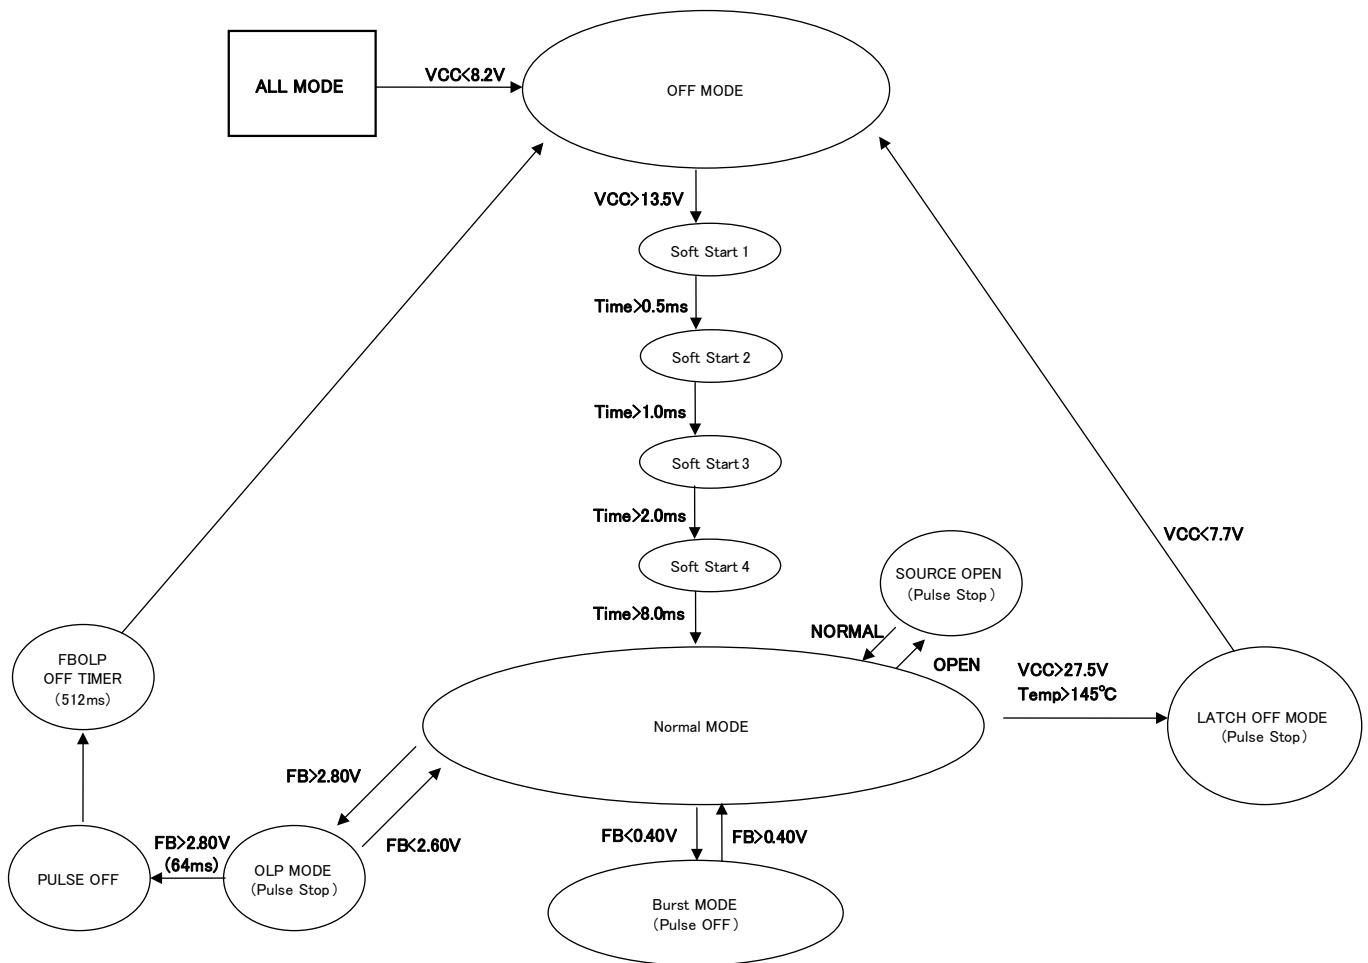 ALL MODE
VCC<8.2V
OFF MODE
VCC>13.5V
Soft Start 1
Time>0.5ms
Soft Start 2
Time>1.0ms
Soft Start 3
Time>2.0ms
Soft Start 4
Time>8.0ms
VCC<7.7V
SOURCE OPEN
(Pulse Stop)
NORMAL
OPEN
FBOLP
OFF TIMER
(512ms)
VCC>27.5V
Temp>145℃
LATCH OFF MODE
(Pulse Stop)
Normal MODE
FB>2.80V
FB<2.60V
FB<0.40V
FB>0.40V
FB>2.80V
(64ms)
PULSE OFF
OLP MODE
(Pulse Stop)
Burst MODE
(Pulse OFF)